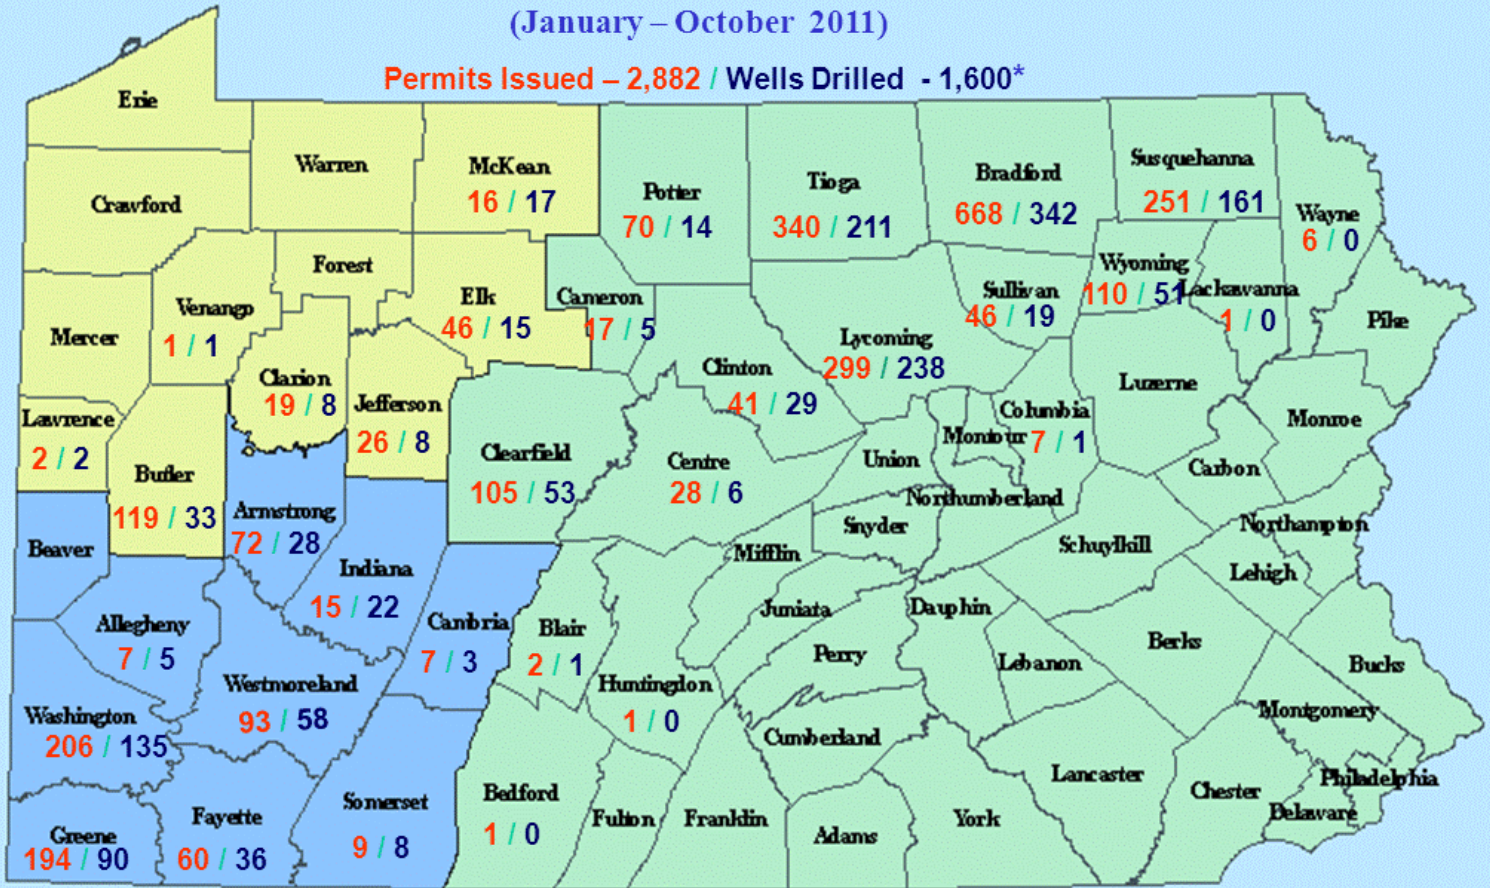 (January – October 2011)
Permits Issued – 2,882 / Wells Drilled - 1,600*
Erie
Warren
McKean
16 / 17
Crawford
Potter
70 / 14
Tioga
340 / 211
Bradford
668 / 342
Susquehanna
251 / 161
Wayne
6 / 0
Forest
Venango
1 / 1
Elk
46 / 15
Cameron
17 / 5
Mercer
Clarion
19 / 8
Jefferson
26 / 8
Lawrence
2 / 2
Butler
119 / 33
Clinton
41 / 29
Lycoming
299 / 238
Sullivan
46 / 19
Wyoming
110 / 51
Lackawanna
1 / 0
Pike
Luzerne
Columbia
7 / 1
Montour
Monroe
Carbon
Clearfield
105 / 53
Centre
28 / 6
Union
Northumberland
Snyder
Mifflin
Schuylkill
Northampton
Lehigh
Beaver
Armstrong
72 / 28
Indiana
15 / 22
Allegheny
7 / 5
Cambria
7 / 3
Blair
2 / 1
Juniata
Dauphin
Perry
Lebanon
Berks
Bucks
Huntingdon
1 / 0
Westmoreland
93 / 58
Washington
206 / 135
Cumberland
Montgomery
Lancaster
Chester
Philadelphia
Delaware
Greene
194 / 90
Fayette
60 / 36
Somerset
9 / 8
Bedford
1 / 0
Fulton
Franklin
Adams
York